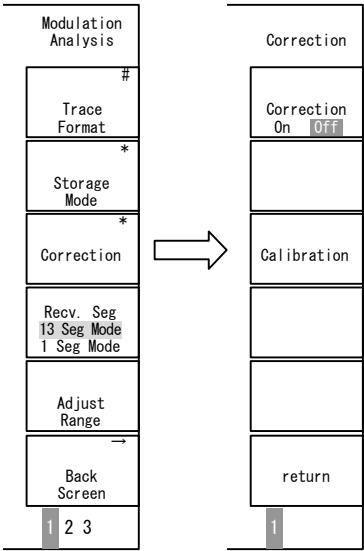 Modulation
Analysis
#
Trace
Format
*
Storage
Mode
*
Correction
Recv. Seg
13 Seg Mode
1 Seg Mode
Adjust
Range
→
Back
Screen
1 2 3
Correction
Correction
On Off
Calibration
return
1